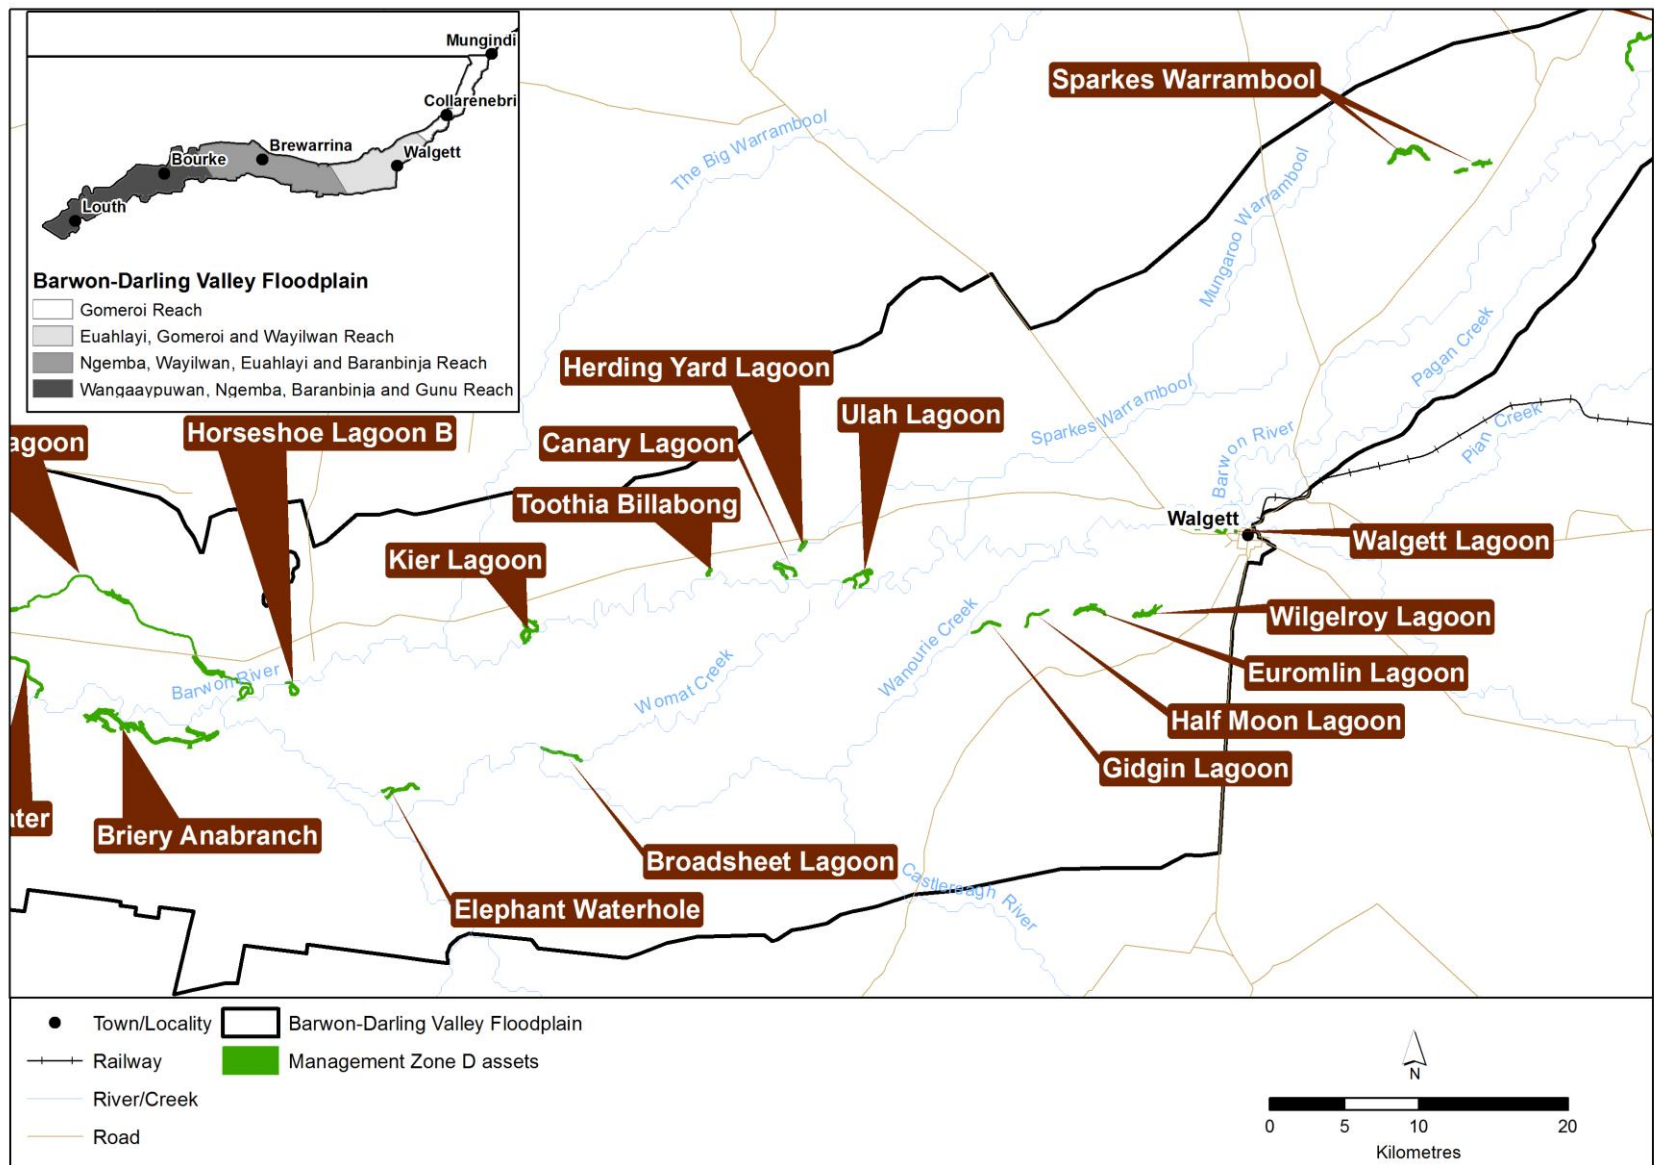 Mungindi
Collarenebri
Brewarrina
Bourke
Walgett
Louth
Barwon-Darling Valley Floodplain
Gomeroi Reach
Euahlayi, Gomeroi and Wayilwan Reach
Ngemba, Wayilwan, Euahlayi and Baranbinja Reach
Wangaaypuwan, Ngemba, Baranbinja and Gunu Reach
Sparkes Warrambool
The Big Warrambool
Mungaroo Warrambool
Pagan Creek
Herding Yard Lagoon
Ulah Lagoon
Sparkes Warrambool
Horseshoe Lagoon B
agoon
Canary Lagoon
Barwon River
Pian Creek
Toothia Billabong
Walgett
Walgett Lagoon
Kier Lagoon
Wilgelroy Lagoon
Wanourie Creek
Euromlin Lagoon
Barwon River
Womat Creek
Half Moon Lagoon
Gidgin Lagoon
nter
Briery Anabranch
Broadsheet Lagoon
Castlereagh River
Elephant Waterhole
Town/Locality
Barwon-Darling Valley Floodplain
Railway
Management Zone D assets
River/Creek
Road
N
0 5 10 20
Kilometres